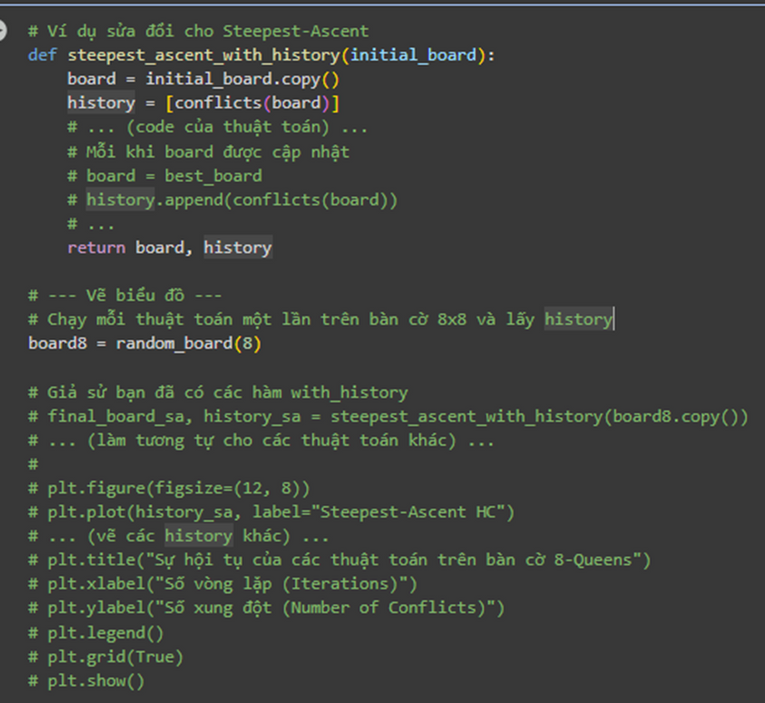 # Ví dụ sửa đổi cho Steepest-Ascent
def steepest_ascent_with_history(initial_board):
    board = initial_board.copy()
    history = [conflicts(board)]
    # ... (code của thuật toán) ...
    # Mỗi khi board được cập nhật
    # board = best_board
    # history.append(conflicts(board))
    # ...
    return board, history

# --- Vẽ biểu đồ ---
# Chạy mỗi thuật toán một lần trên bàn cờ 8x8 và lấy history
board8 = random_board(8)

# Giả sử bạn đã có các hàm with_history
# final_board_sa, history_sa = steepest_ascent_with_history(board8.copy())
# ... (làm tương tự cho các thuật toán khác) ...
#
# plt.figure(figsize=(12, 8))
# plt.plot(history_sa, label="Steepest-Ascent HC")
# ... (vẽ các history khác) ...
# plt.title("Sự hội tụ của các thuật toán trên bàn cờ 8-Queens")
# plt.xlabel("Số vòng lặp (Iterations)")
# plt.ylabel("Số xung đột (Number of Conflicts)")
# plt.legend()
# plt.grid(True)
# plt.show()